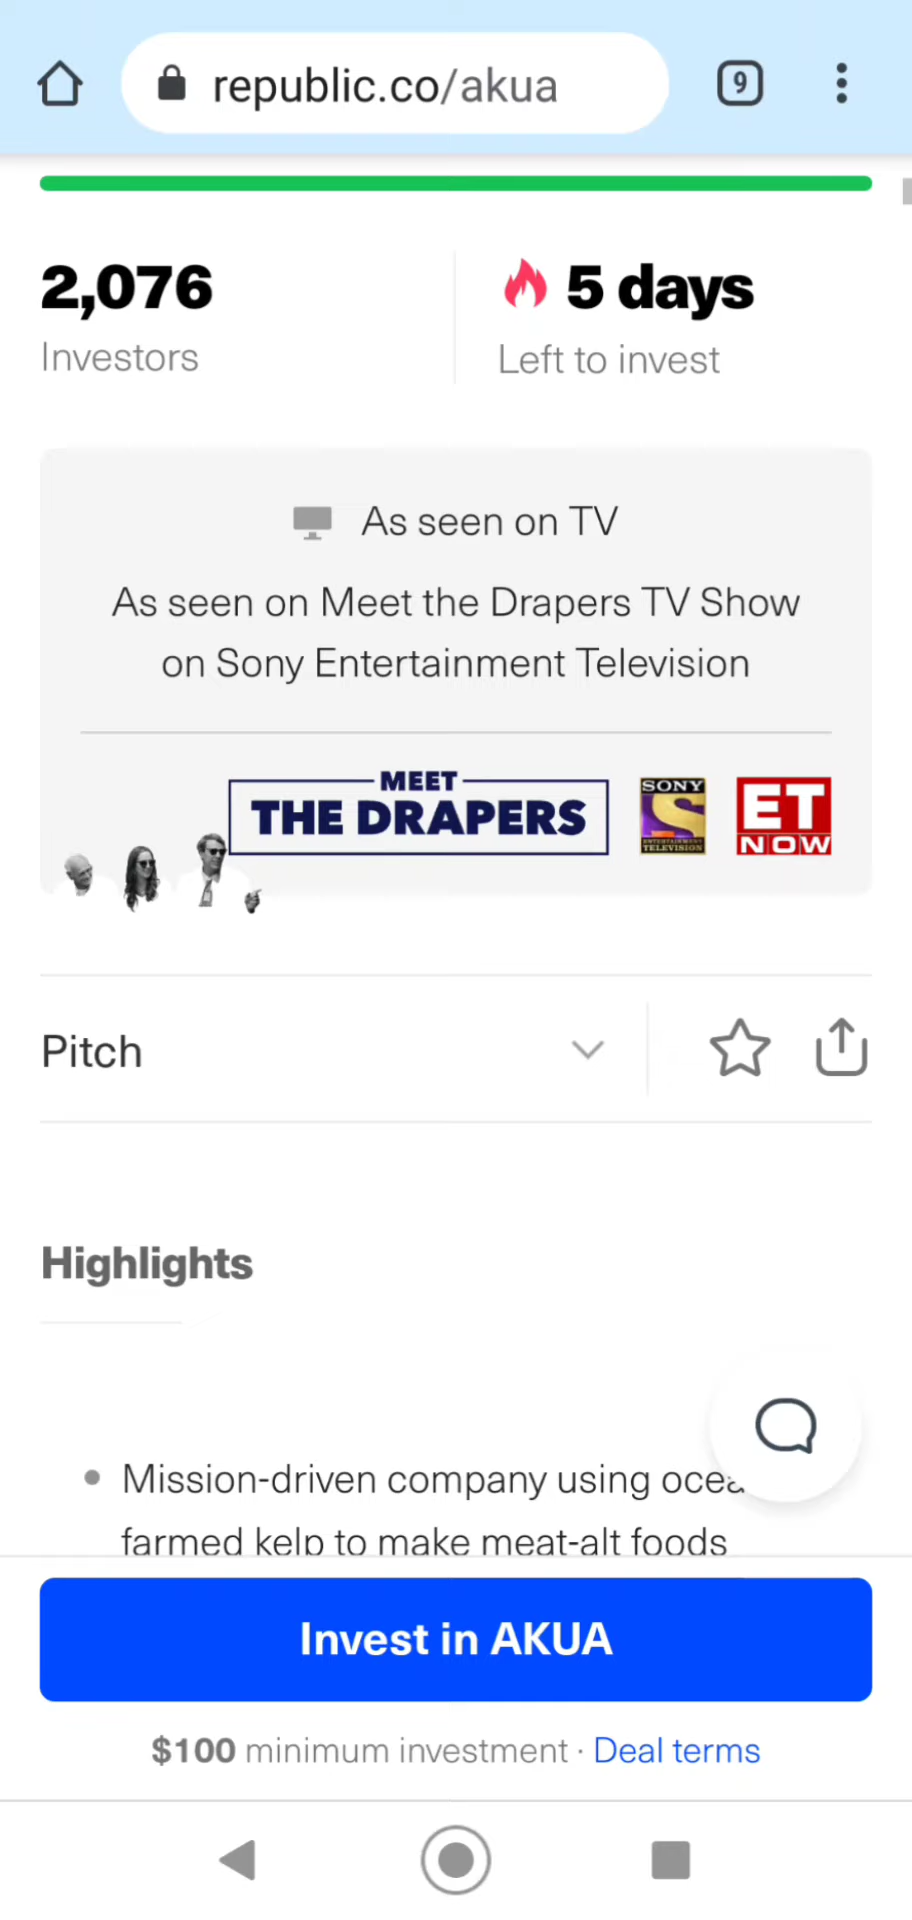 republic.co/akua
9
2,076
Investors
5 days
Left to invest
As seen on TV
As seen on Meet the Drapers TV Show
on Sony Entertainment Television
MEET
THE DRAPERS
SONY
ENTERTAINMENT
TELEVISION
ET
NOW
Pitch
Highlights
Mission-driven company using ocea
farmed kelp to make meat-alt foods
Invest in AKUA
$100 minimum investment · Deal terms